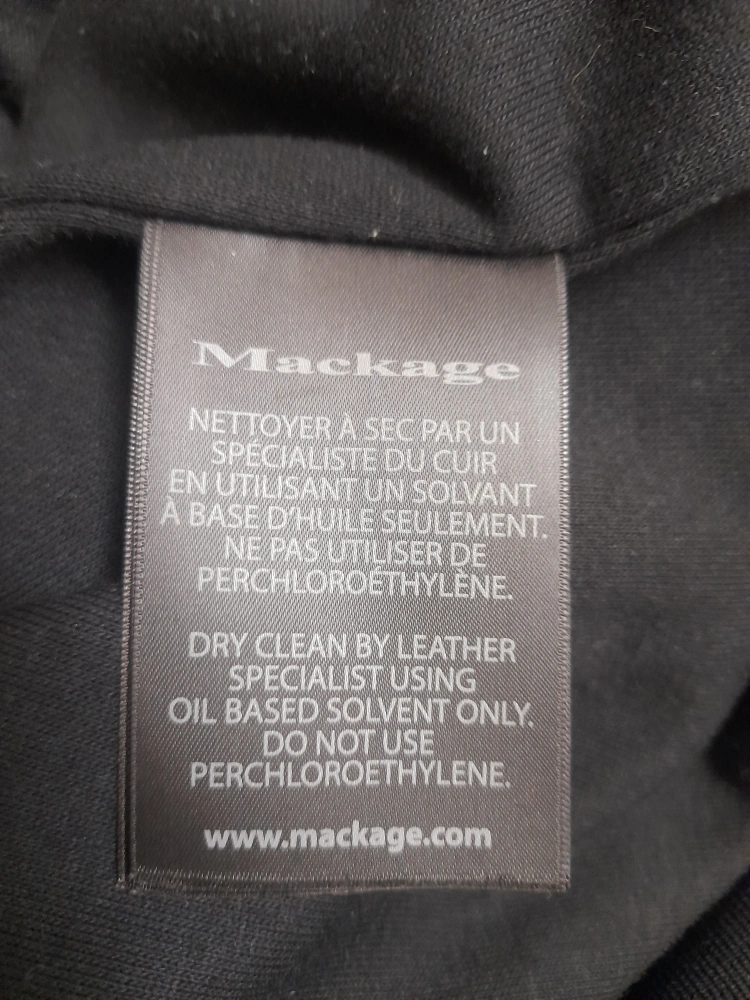 Mackage
NETTOYER À SEC PAR UN
SPÉCIALISTE DU CUIR
EN UTILISANT UN SOLVANT
À BASE D'HUILE SEULEMENT.
NE PAS UTILISER DE
PERCHLOROÉTHYLÈNE.
DRY CLEAN BY LEATHER
SPECIALIST USING
OIL BASED SOLVENT ONLY.
DO NOT USE
PERCHLOROETHYLENE.
www.mackage.com